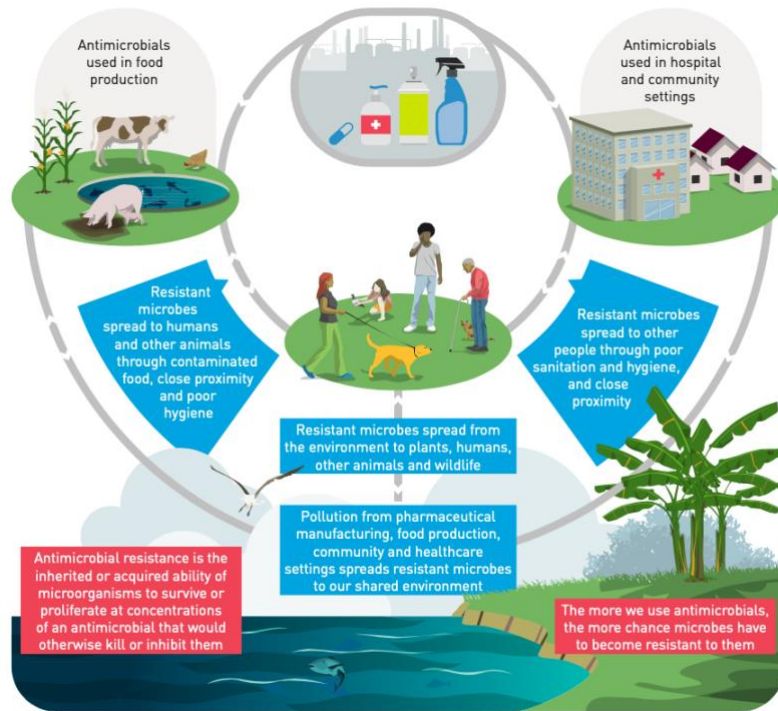 Antimicrobials
used in food
production
Antimicrobials
used in hospital
and community
settings
Resistant
microbes
spread to humans
and other animals
through contaminated
food, close proximity
and poor
hygiene
Resistant microbes
spread to other
people through poor
sanitation and hygiene,
and close
proximity
Resistant microbes spread from
the environment to plants, humans,
other animals and wildlife
Pollution from pharmaceutical
manufacturing, food production,
community and healthcare
settings spreads resistant microbes
to our shared environment
Antimicrobial resistance is the
inherited or acquired ability of
microorganisms to survive or
proliferate at concentrations
of an antimicrobial that would
otherwise kill or inhibit them
The more we use antimicrobials,
the more chance microbes have
to become resistant to them